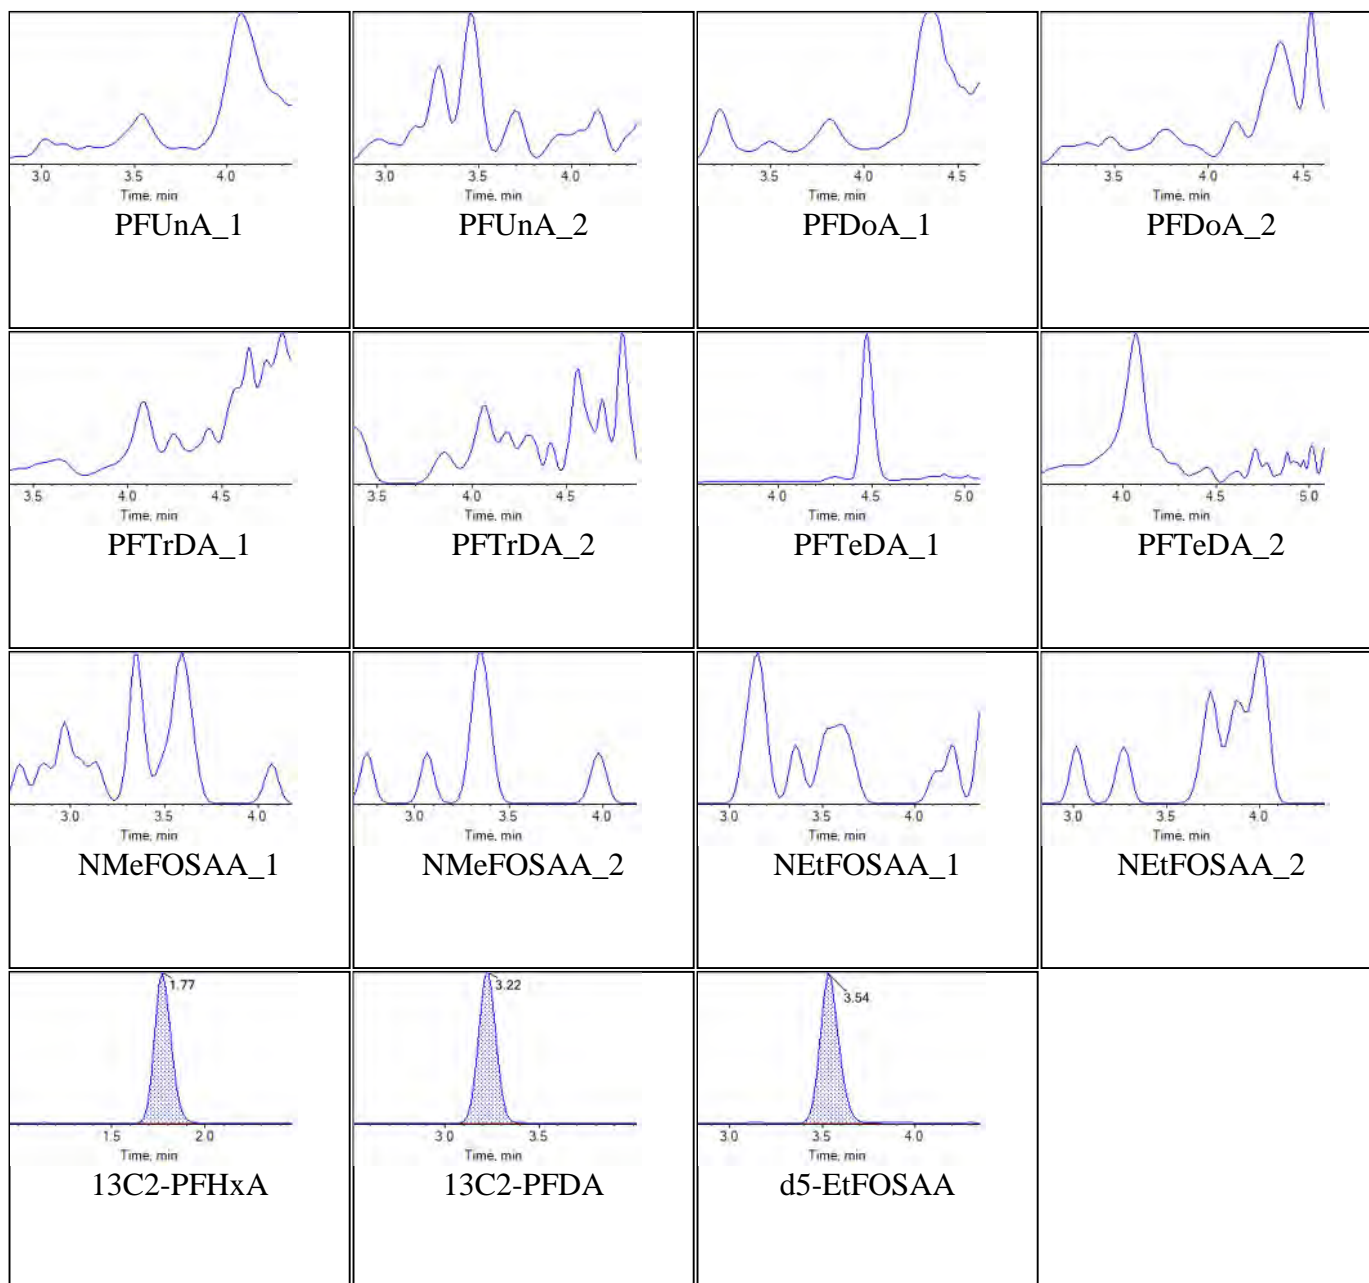 3.0 3.5 4.0
Time, min
PFUnA_1
3.0 3.5 4.0
Time, min
PFUnA_2
3.5 4.0 4.5
Time, min
PFDoA_1
3.5 4.0 4.5
Time, min
PFDoA_2
3.5 4.0 4.5
Time, min
PFTrDA_1
3.5 4.0 4.5
Time, min
PFTrDA_2
4.0 4.5 5.0
Time, min
PFTeDA_1
4.0 4.5 5.0
Time, min
PFTeDA_2
3.0 3.5 4.0
Time, min
NMeFOSAA_1
3.0 3.5 4.0
Time, min
NMeFOSAA_2
3.0 3.5 4.0
Time, min
NEtFOSAA_1
3.0 3.5 4.0
Time, min
NEtFOSAA_2
1.77
1.5 2.0
Time, min
13C2-PFHxA
3.22
3.0 3.5
Time, min
13C2-PFDA
3.54
3.0 3.5 4.0
Time, min
d5-EtFOSAA